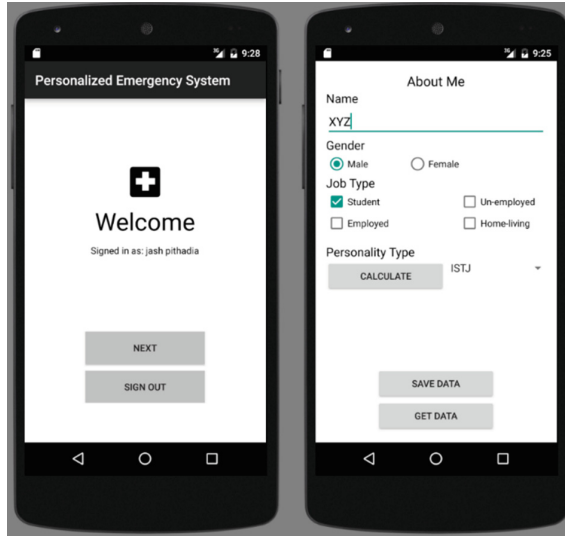 9:28
Personalized Emergency System
Welcome
Signed in as: jash pithadia
NEXT
SIGN OUT
9:25
About Me
Name
XYZ
Gender
Male Female
Job Type
Student Un-employed
Employed Home-living
Personality Type
CALCULATE ISTJ
SAVE DATA
GET DATA